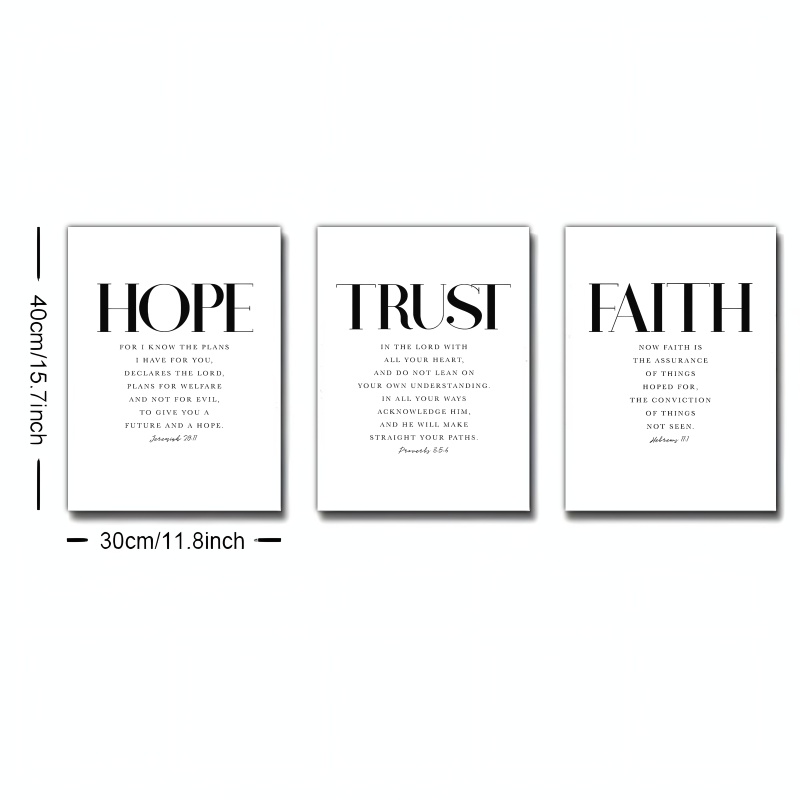 40cm/15.7inch
HOPE
FOR I KNOW THE PLANS
I HAVE FOR YOU,
DECLARES THE LORD,
PLANS FOR WELFARE
AND NOT FOR EVIL,
TO GIVE YOU A
FUTURE AND A HOPE.
Jeremiah 29:11
30cm/11.8inch
TRUST
IN THE LORD WITH
ALL YOUR HEART,
AND DO NOT LEAN ON
YOUR OWN UNDERSTANDING.
IN ALL YOUR WAYS
ACKNOWLEDGE HIM,
AND HE WILL MAKE
STRAIGHT YOUR PATHS.
Proverbs 3:5-6
FAITH
NOW FAITH IS
THE ASSURANCE
OF THINGS
HOPED FOR,
THE CONVICTION
OF THINGS
NOT SEEN.
Hebrews 11:1